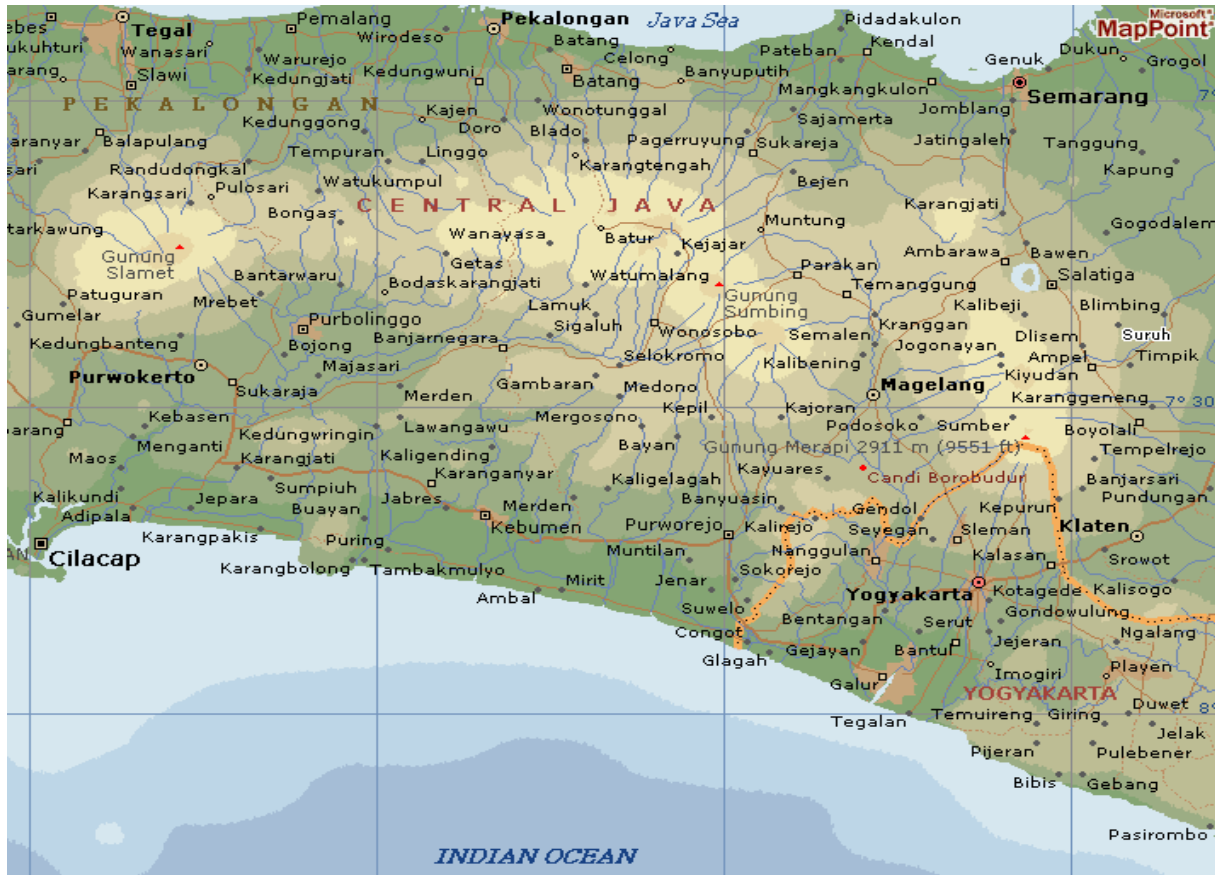 Tegal
Pemalang
Pekalongan
Java Sea
Pidadakulon
Microsoft®
MapPoint®
Wanasari
Wirodeso
Batang
Pateban
Kendal
Dukun
Celong
Genuk
Grogol
Slawi
Warurejo
Kedungjati
Kedungwuni
Batang
Banyuputih
Mangkangkulon
Semarang
PEKALONGAN
Kajen
Wonotunggal
Sajamerta
Jomblang
Kedunggong
Doro
Blado
Pagerruyung
Sukareja
Jatingaleh
Tanggung
Balapulang
Tempuran
Linggo
Karangtengah
Kapung
Randudongkal
Pulosari
Watukumpul
Bejen
Karangsari
Bongas
CENTRAL JAVA
Muntung
Karangjati
Gogodalem
Wanayasa
Batur
Kejajar
Ambarawa
Bawen
Gunung
Slamet
Bantarwaru
Getas
Watumalang
Parakan
Salatiga
Patuguran
Mrebet
Bodaskarangjati
Lamuk
Gunung
Sumbing
Temanggung
Kalibeji
Blimbing
Gumelar
Purbolinggo
Sigaluh
Wonosobo
Kranggan
Semalen
Dlisem
Suruh
Kedungbanteng
Bojong
Banjarnegara
Selokromo
Kalibening
Jogonayan
Ampel
Timpik
Purwokerto
Majasari
Sukaraja
Gambaran
Medono
Magelang
Kiyudan
Merden
Karanggeneng
7° 30
Kebasen
Mergosono
Kepil
Kajoran
Podosoko
Sumber
Boyolali
Menganti
Kedungwringin
Lawangawu
Bayan
Gunung Merapi 2911 m (9551 ft)
Tempelrejo
Maos
Karangjati
Kaligending
Karanganyar
Kayuares
Candi Borobudur
Kalikundi
Jepara
Sumpiuh
Jabres
Kaligelagah
Banyuasin
Banjarsari
Pundungan
Adipala
Buayan
Merden
Gendol
Kepurun
Karangpakis
Kebumen
Purworejo
Kalirejo
Seyegan
Sleman
Klaten
Cilacap
Puring
Muntilan
Nanggulan
Kalasan
Srowot
Karangbolong
Tambakmulyo
Mirit
Jenar
Sokorejo
Ambal
Suwelo
Yogyakarta
Kotagede
Kalisogo
Bentangan
Gondowulung
Congot
Serut
Glagah
Gejayan
Bantul
Jejeran
Ngalang
Galur
Imogiri
Playen
YOGYAKARTA
Tegalan
Temuireng
Giring
Duwet
Jelak
Pijeran
Pulebener
Bibis
Gebang
Pasirombo
INDIAN OCEAN